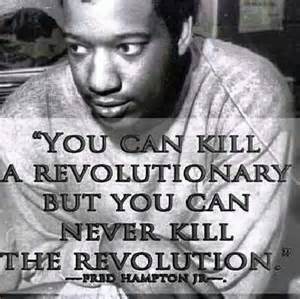 “You can kill
a revolutionary
but you can
never kill
the revolution.”
—Fred Hampton Jr—.